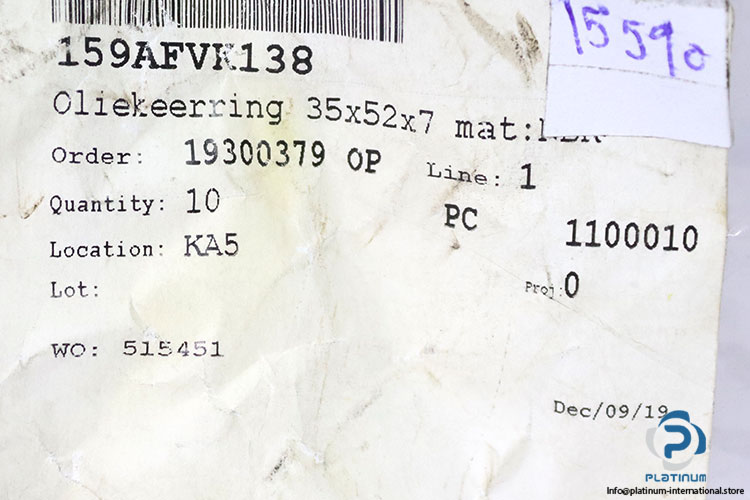 159AFVK138
15590
Oliekeerring 35x52x7 mat:
Order: 19300379 OP Line: 1
Quantity: 10 PC 1100010
Location: KA5
Lot: Proj: 0
WO: 515451
Dec/09/19
PLATINUM
Info@platinum-international.store